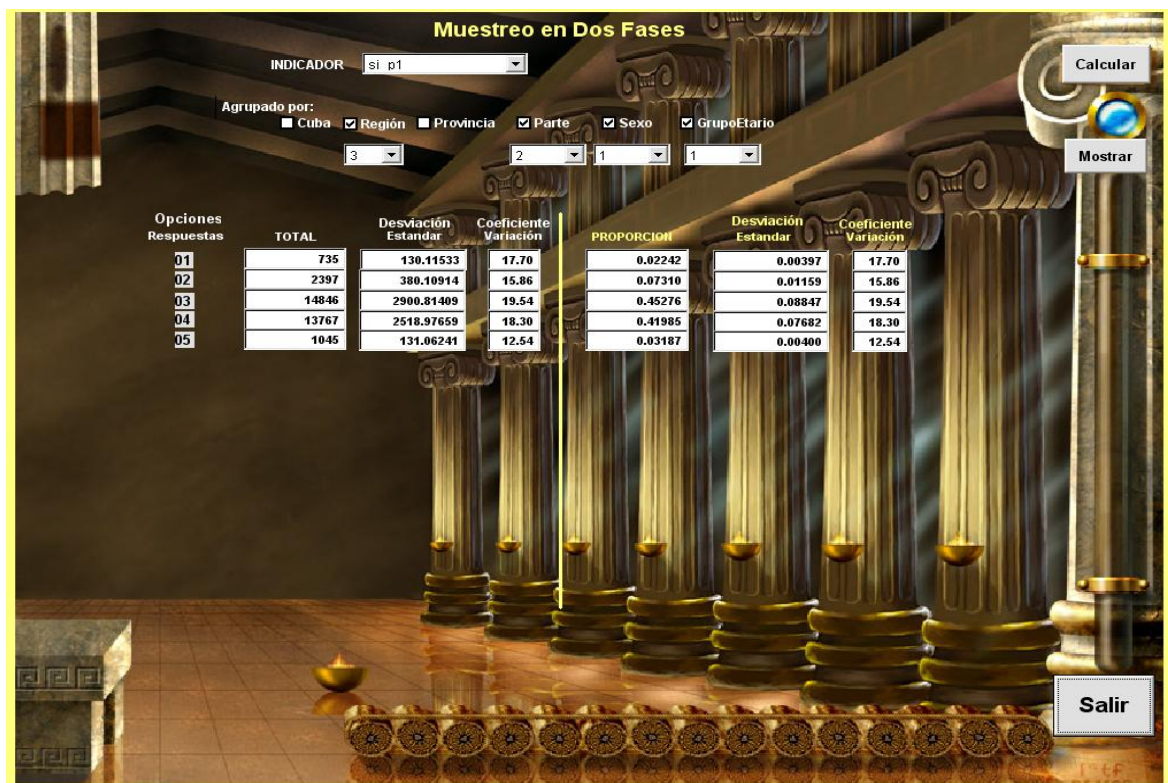 Muestreo en Dos Fases
INDICADOR si p1
Calcular
Agrupado por:
Cuba Región Provincia Parte Sexo GrupoEtario
3 2 1 1
Mostrar
Opciones Respuestas TOTAL Desviación Estandar Coeficiente Variación PROPORCION Desviación Estandar Coeficiente Variación
01 735 130.11533 17.70 0.02242 0.00397 17.70
02 2397 380.10914 15.86 0.07310 0.01159 15.86
03 14846 2900.81409 19.54 0.45276 0.08847 19.54
04 13767 2518.97659 18.30 0.41985 0.07682 18.30
05 1045 131.06241 12.54 0.03187 0.00400 12.54
Salir